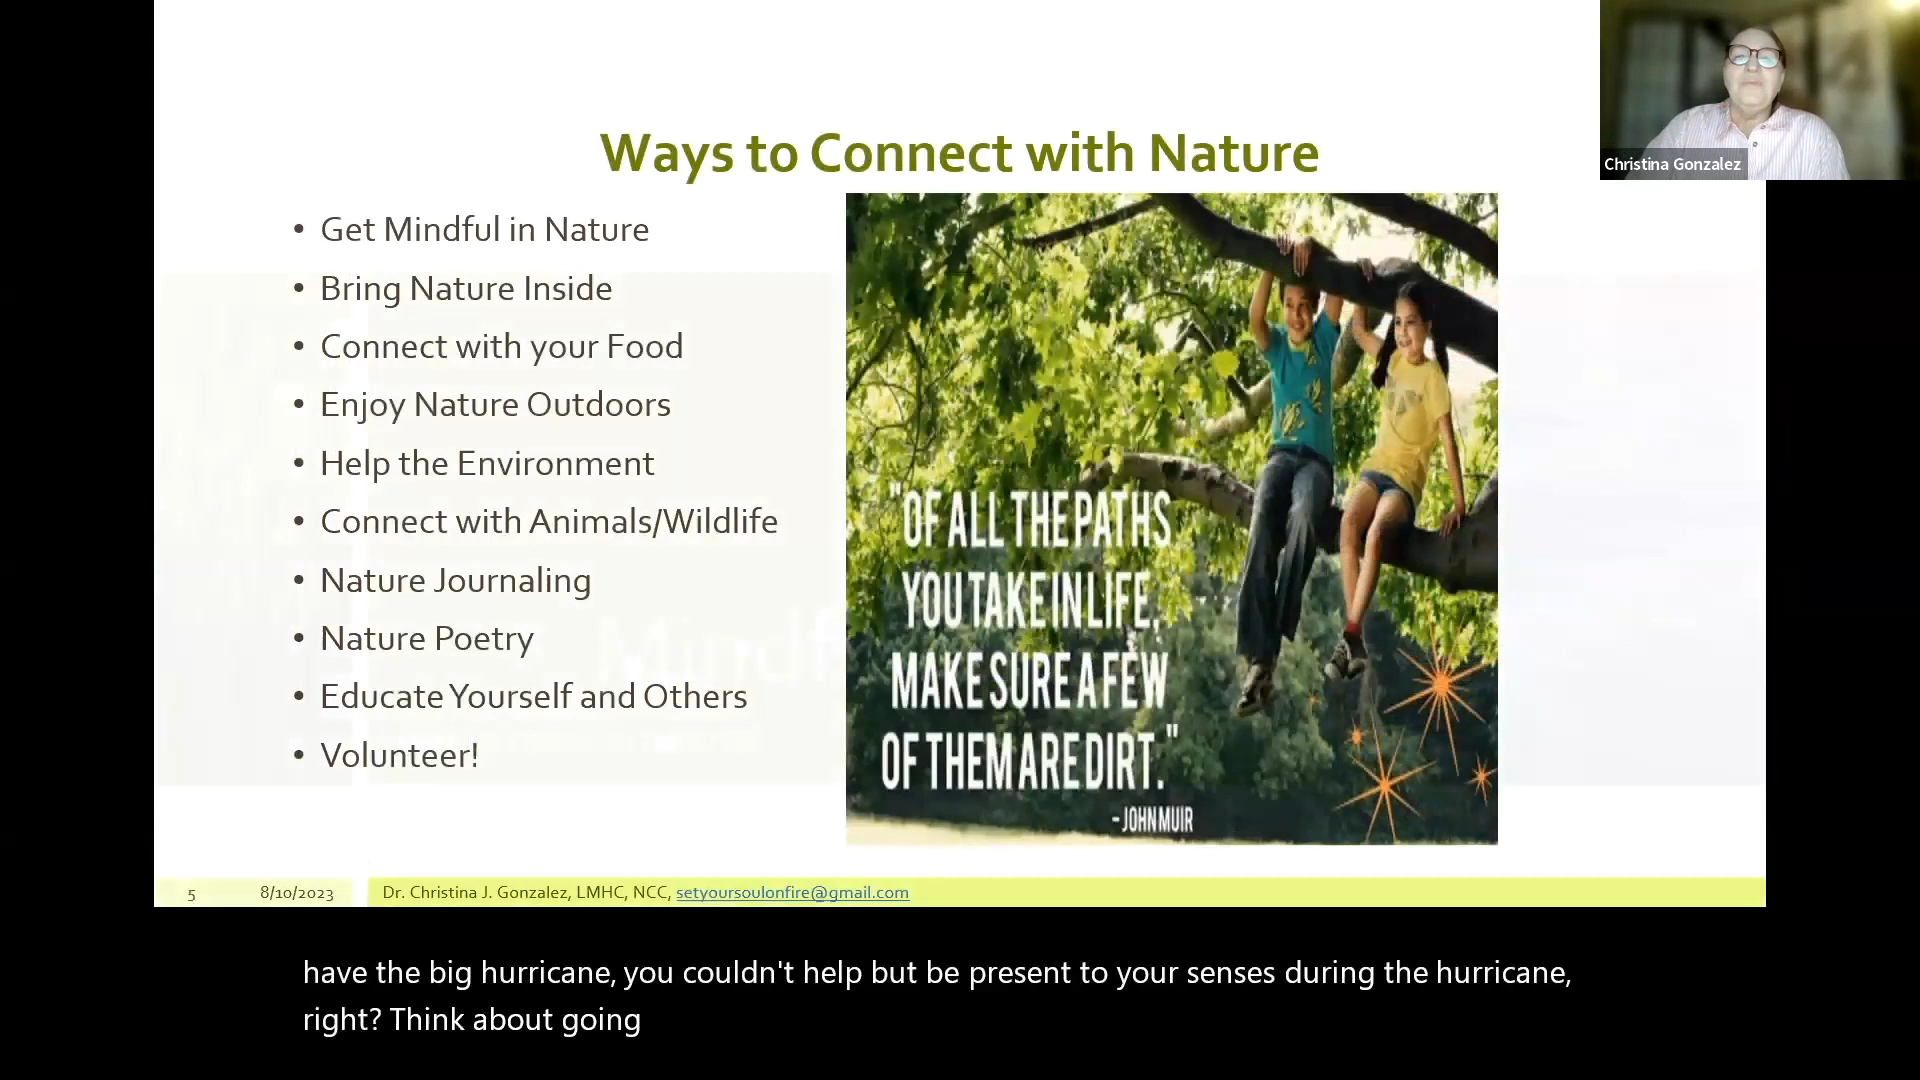 Ways to Connect with Nature
Christina Gonzalez
• Get Mindful in Nature
• Bring Nature Inside
• Connect with your Food
• Enjoy Nature Outdoors
• Help the Environment
• Connect with Animals/Wildlife
• Nature Journaling
• Nature Poetry
• Educate Yourself and Others
• Volunteer!
"OF ALL THE PATHS
YOU TAKE IN LIFE,
MAKE SURE A FEW
OF THEM ARE DIRT."
- JOHN MUIR
5 8/10/2023 Dr. Christina J. Gonzalez, LMHC, NCC, setyoursoulonfire@gmail.com
have the big hurricane, you couldn't help but be present to your senses during the hurricane,
right? Think about going